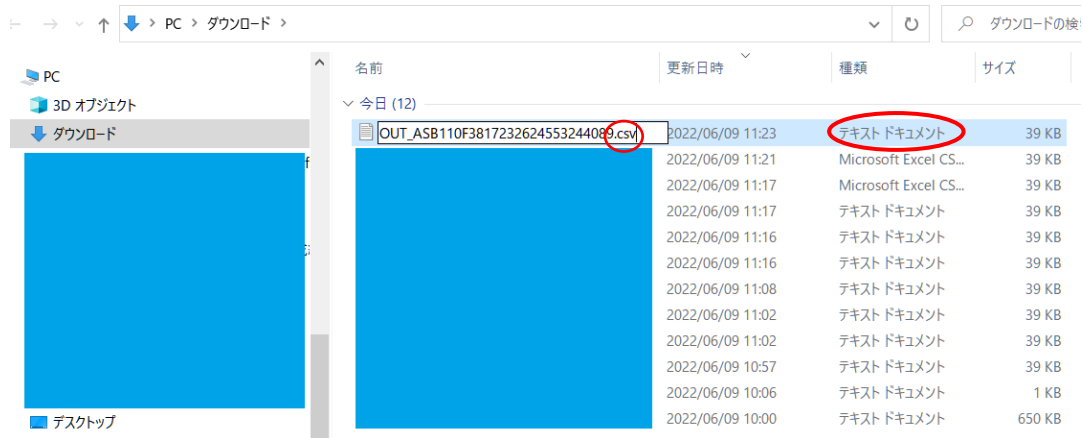 PC > ダウンロード >
ダウンロードの検
PC
3D オブジェクト
ダウンロード
f
デスクトップ
名前 更新日時 種類 サイズ
今日 (12)
OUT_ASB110F3817232624553244089.csv 2022/06/09 11:23 テキスト ドキュメント 39 KB
2022/06/09 11:21 Microsoft Excel CS... 39 KB
2022/06/09 11:17 Microsoft Excel CS... 39 KB
2022/06/09 11:17 テキスト ドキュメント 39 KB
2022/06/09 11:16 テキスト ドキュメント 39 KB
2022/06/09 11:16 テキスト ドキュメント 39 KB
2022/06/09 11:08 テキスト ドキュメント 39 KB
2022/06/09 11:02 テキスト ドキュメント 39 KB
2022/06/09 11:02 テキスト ドキュメント 39 KB
2022/06/09 10:57 テキスト ドキュメント 39 KB
2022/06/09 10:06 テキスト ドキュメント 1 KB
2022/06/09 10:00 テキスト ドキュメント 650 KB